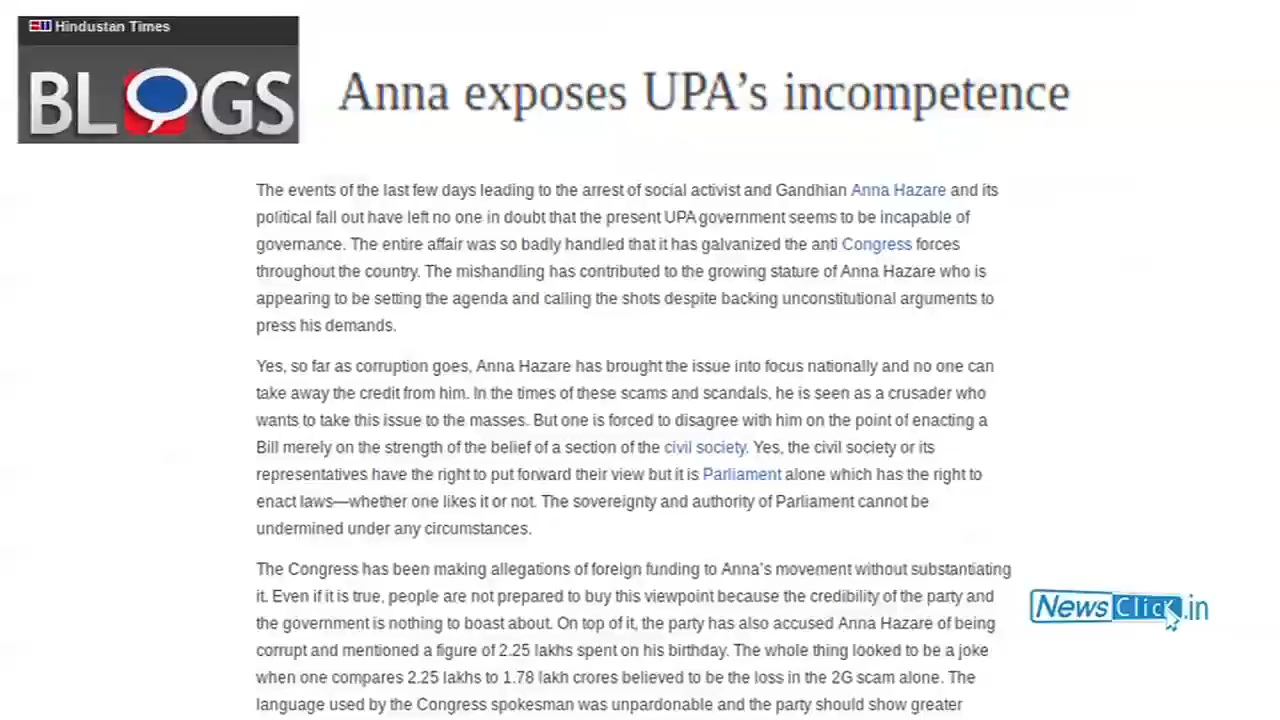 Hindustan Times
BLOGS
Anna exposes UPA's incompetence
The events of the last few days leading to the arrest of social activist and Gandhian Anna Hazare and its
political fall out have left no one in doubt that the present UPA government seems to be incapable of
governance. The entire affair was so badly handled that it has galvanized the anti Congress forces
throughout the country. The mishandling has contributed to the growing stature of Anna Hazare who is
appearing to be setting the agenda and calling the shots despite backing unconstitutional arguments to
press his demands.
Yes, so far as corruption goes, Anna Hazare has brought the issue into focus nationally and no one can
take away the credit from him. In the times of these scams and scandals, he is seen as a crusader who
wants to take this issue to the masses. But one is forced to disagree with him on the point of enacting a
Bill merely on the strength of the belief of a section of the civil society. Yes, the civil society or its
representatives have the right to put forward their view but it is Parliament alone which has the right to
enact laws—whether one likes it or not. The sovereignty and authority of Parliament cannot be
undermined under any circumstances.
The Congress has been making allegations of foreign funding to Anna's movement without substantiating
it. Even if it is true, people are not prepared to buy this viewpoint because the credibility of the party and
the government is nothing to boast about. On top of it, the party has also accused Anna Hazare of being
corrupt and mentioned a figure of 2.25 lakhs spent on his birthday. The whole thing looked to be a joke
when one compares 2.25 lakhs to 1.78 lakh crores believed to be the loss in the 2G scam alone. The
language used by the Congress spokesman was unpardonable and the party should show greater
NewsClick.in